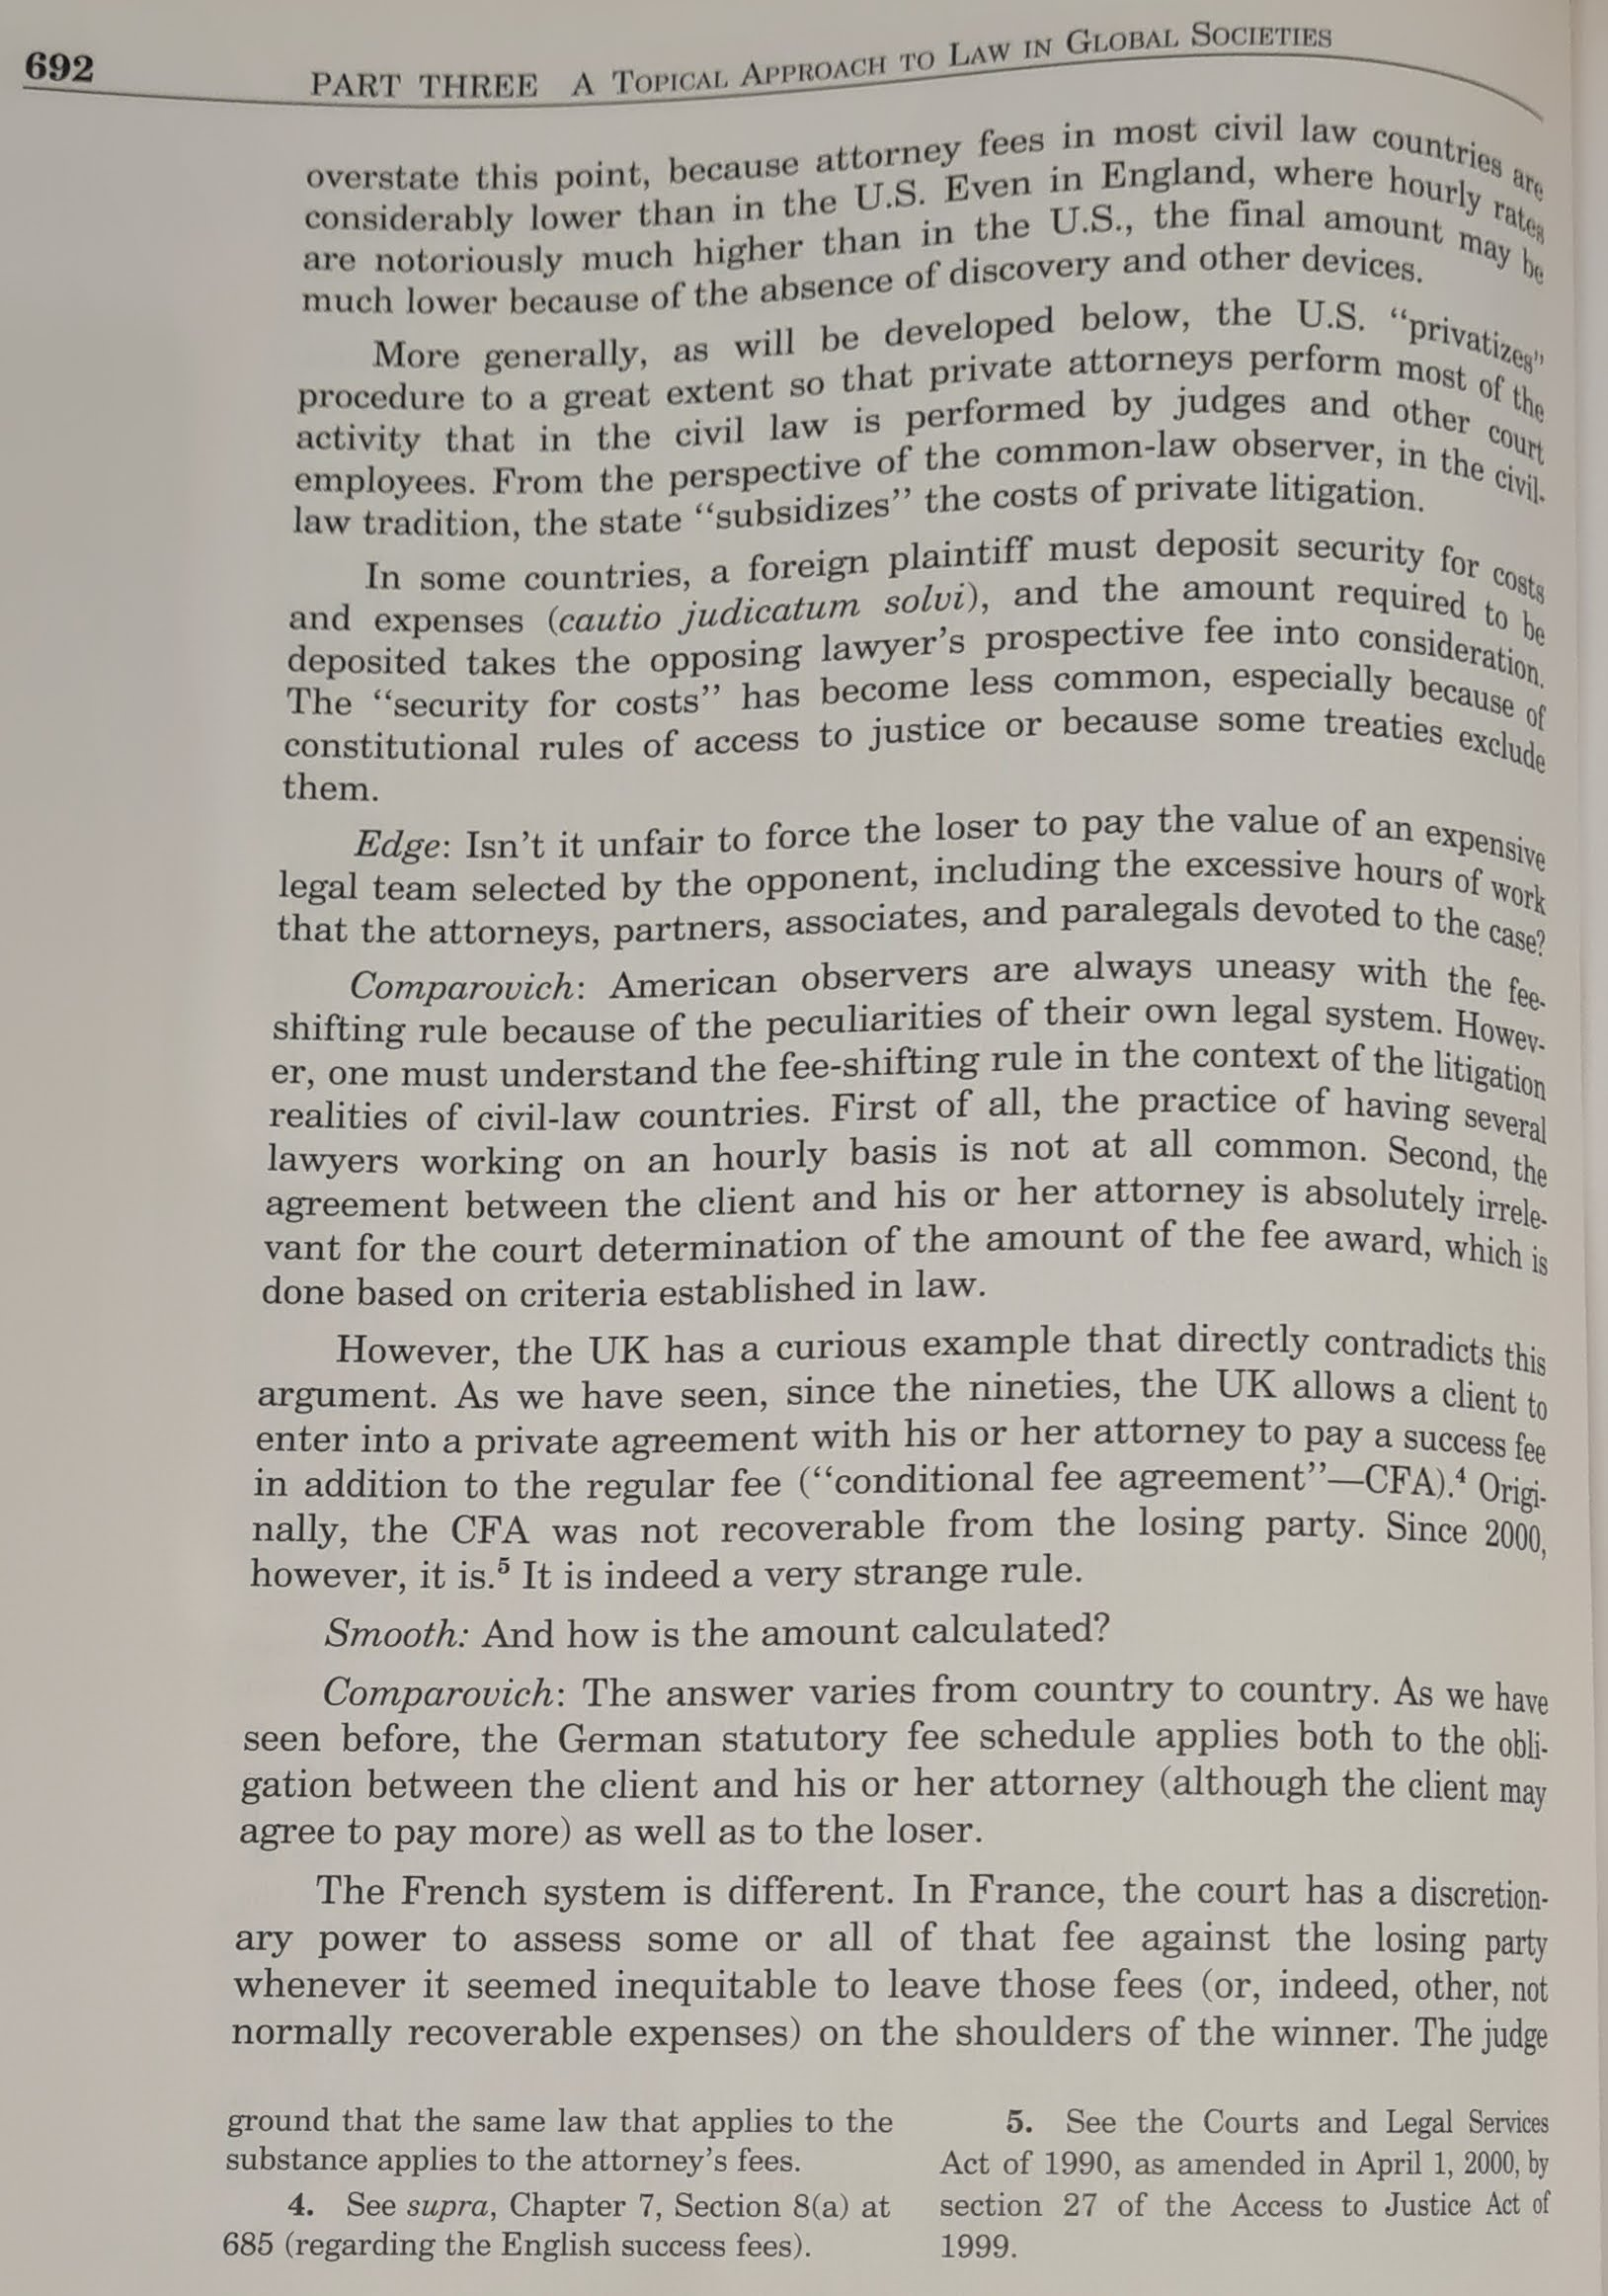 692
PART THREE A TOPICAL APPROACH TO LAW IN GLOBAL SOCIETIES
overstate this point, because attorney fees in most civil law countries are
considerably lower than in the U.S. Even in England, where hourly rates
are notoriously much higher than in the U.S., the final amount may be
much lower because of the absence of discovery and other devices.
More generally, as will be developed below, the U.S. “privatizes”
procedure to a great extent so that private attorneys perform most of the
activity that in the civil law is performed by judges and other court
employees. From the perspective of the common-law observer, in the civil-
law tradition, the state “subsidizes” the costs of private litigation.
In some countries, a foreign plaintiff must deposit security for costs
and expenses (cautio judicatum solvi), and the amount required to be
deposited takes the opposing lawyer’s prospective fee into consideration.
The “security for costs” has become less common, especially because of
constitutional rules of access to justice or because some treaties exclude
them.
Edge: Isn’t it unfair to force the loser to pay the value of an expensive
legal team selected by the opponent, including the excessive hours of work
that the attorneys, partners, associates, and paralegals devoted to the case?
Comparovich: American observers are always uneasy with the fee-
shifting rule because of the peculiarities of their own legal system. Howev-
er, one must understand the fee-shifting rule in the context of the litigation
realities of civil-law countries. First of all, the practice of having several
lawyers working on an hourly basis is not at all common. Second, the
agreement between the client and his or her attorney is absolutely irrele-
vant for the court determination of the amount of the fee award, which is
done based on criteria established in law.
However, the UK has a curious example that directly contradicts this
argument. As we have seen, since the nineties, the UK allows a client to
enter into a private agreement with his or her attorney to pay a success fee
in addition to the regular fee (“conditional fee agreement”—CFA).⁴ Origi-
nally, the CFA was not recoverable from the losing party. Since 2000,
however, it is.⁵ It is indeed a very strange rule.
Smooth: And how is the amount calculated?
Comparovich: The answer varies from country to country. As we have
seen before, the German statutory fee schedule applies both to the obli-
gation between the client and his or her attorney (although the client may
agree to pay more) as well as to the loser.
The French system is different. In France, the court has a discretion-
ary power to assess some or all of that fee against the losing party
whenever it seemed inequitable to leave those fees (or, indeed, other, not
normally recoverable expenses) on the shoulders of the winner. The judge
ground that the same law that applies to the
substance applies to the attorney’s fees.
4. See supra, Chapter 7, Section 8(a) at
685 (regarding the English success fees).
5. See the Courts and Legal Services
Act of 1990, as amended in April 1, 2000, by
section 27 of the Access to Justice Act of
1999.